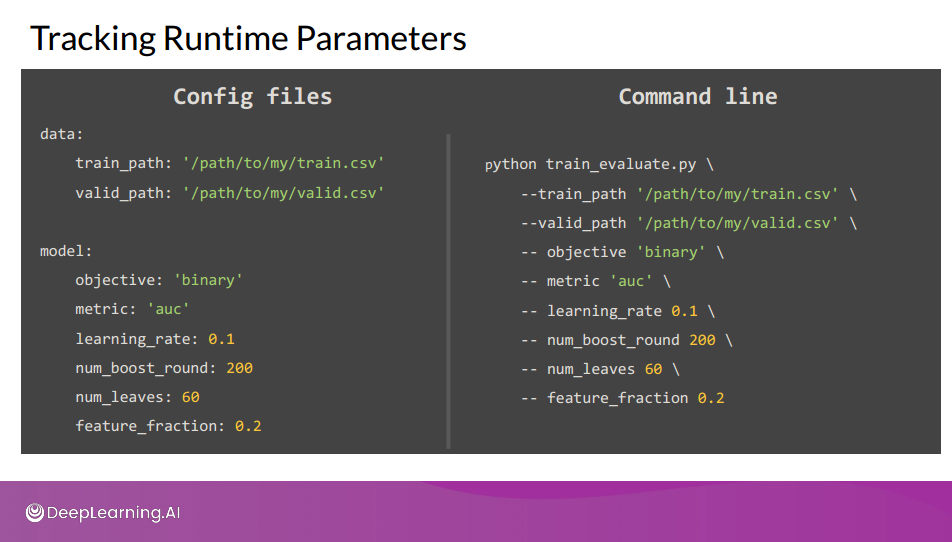 Tracking Runtime Parameters
Config files
data:
train_path: '/path/to/my/train.csv'
valid_path: '/path/to/my/valid.csv'
model:
objective: 'binary'
metric: 'auc'
learning_rate: 0.1
num_boost_round: 200
num_leaves: 60
feature_fraction: 0.2
Command line
python train_evaluate.py \
--train_path '/path/to/my/train.csv' \
--valid_path '/path/to/my/valid.csv' \
-- objective 'binary' \
-- metric 'auc' \
-- learning_rate 0.1 \
-- num_boost_round 200 \
-- num_leaves 60 \
-- feature_fraction 0.2
DeepLearning.AI